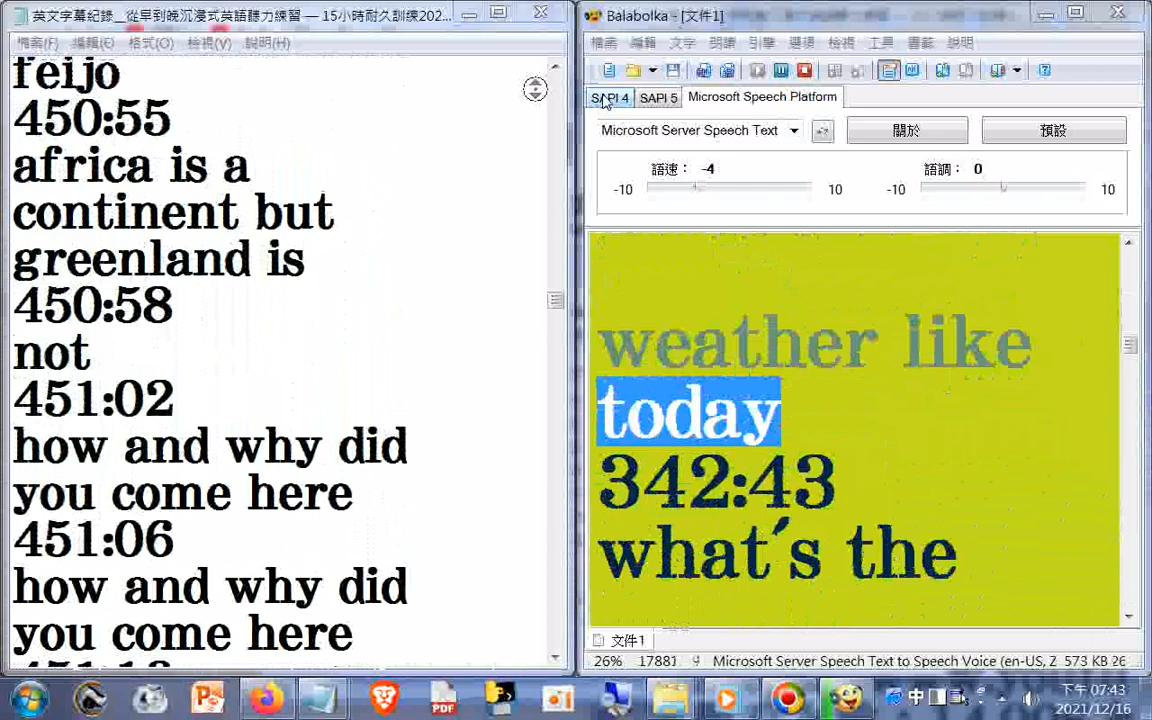 英文字幕紀錄__從早到晚沉浸式英語聽力練習 — 15小時耐久訓練202...
檔案(F) 編輯(E) 格式(O) 檢視(V) 說明(H)
feijo
450:55
africa is a
continent but
greenland is
450:58
not
451:02
how and why did
you come here
451:06
how and why did
you come here
Balabolka - [文件1]
檔案 編輯 文字 朗讀 引擎 選項 檢視 工具 書籤 說明
SAPI 4 SAPI 5 Microsoft Speech Platform
Microsoft Server Speech Text 關於 預設
語速： -4 語調： 0
-10 10 -10 10
weather like
today
342:43
what's the
文件1
26% 17881 Microsoft Server Speech Text to Speech Voice (en-US, Z 573 KB 26
PDF
中
下午 07:43
2021/12/16